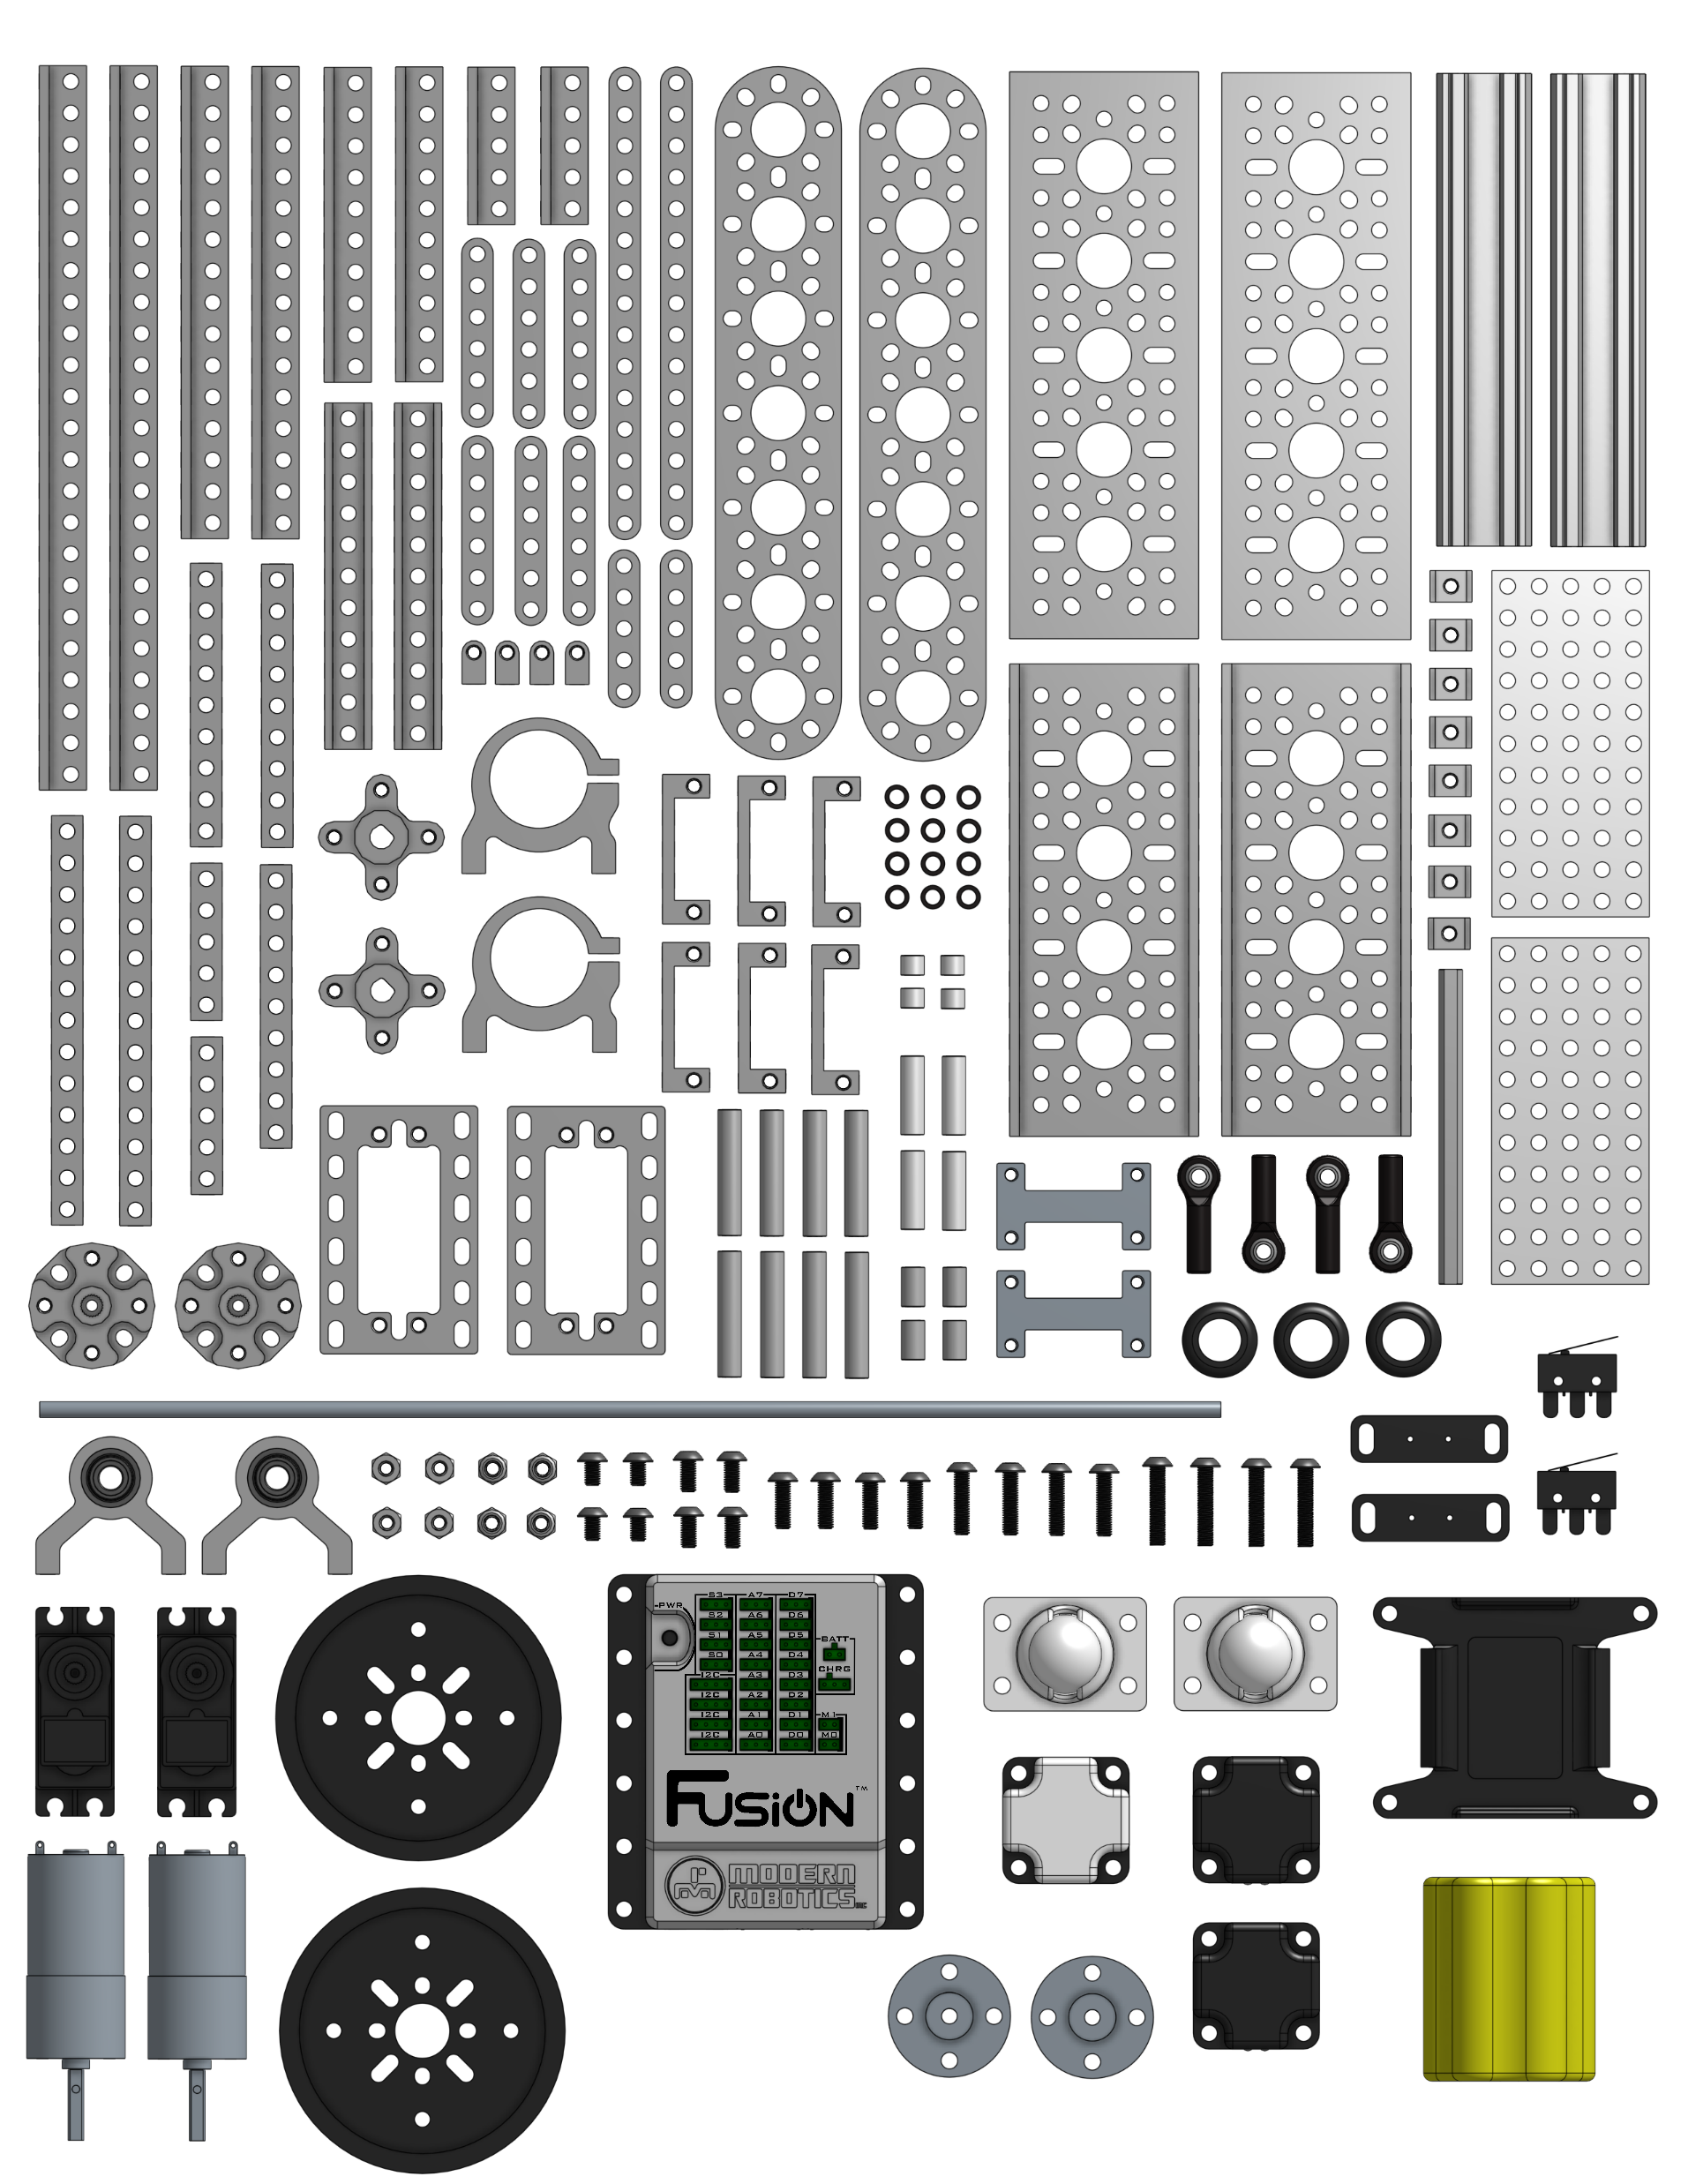 S3 A7 D7
PWR S2 A6 D6
S1 A5 D5
BATT
S0 A4 D4
I2C A3 D3 CHRG
I2C A2 D2
I2C A1 D1 M1
I2C A0 D0 M0
FUSION™
MODERN
ROBOTICS